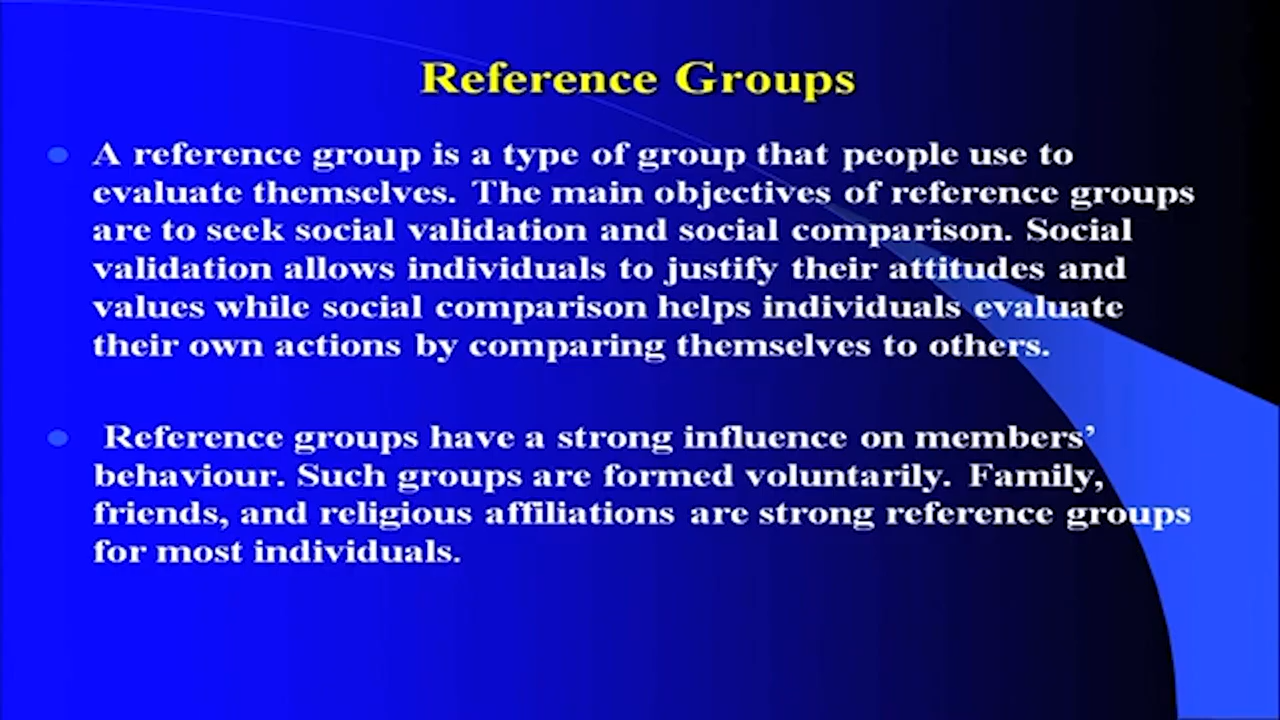 Reference Groups
A reference group is a type of group that people use to
evaluate themselves. The main objectives of reference groups
are to seek social validation and social comparison. Social
validation allows individuals to justify their attitudes and
values while social comparison helps individuals evaluate
their own actions by comparing themselves to others.
Reference groups have a strong influence on members’
behaviour. Such groups are formed voluntarily. Family,
friends, and religious affiliations are strong reference groups
for most individuals.